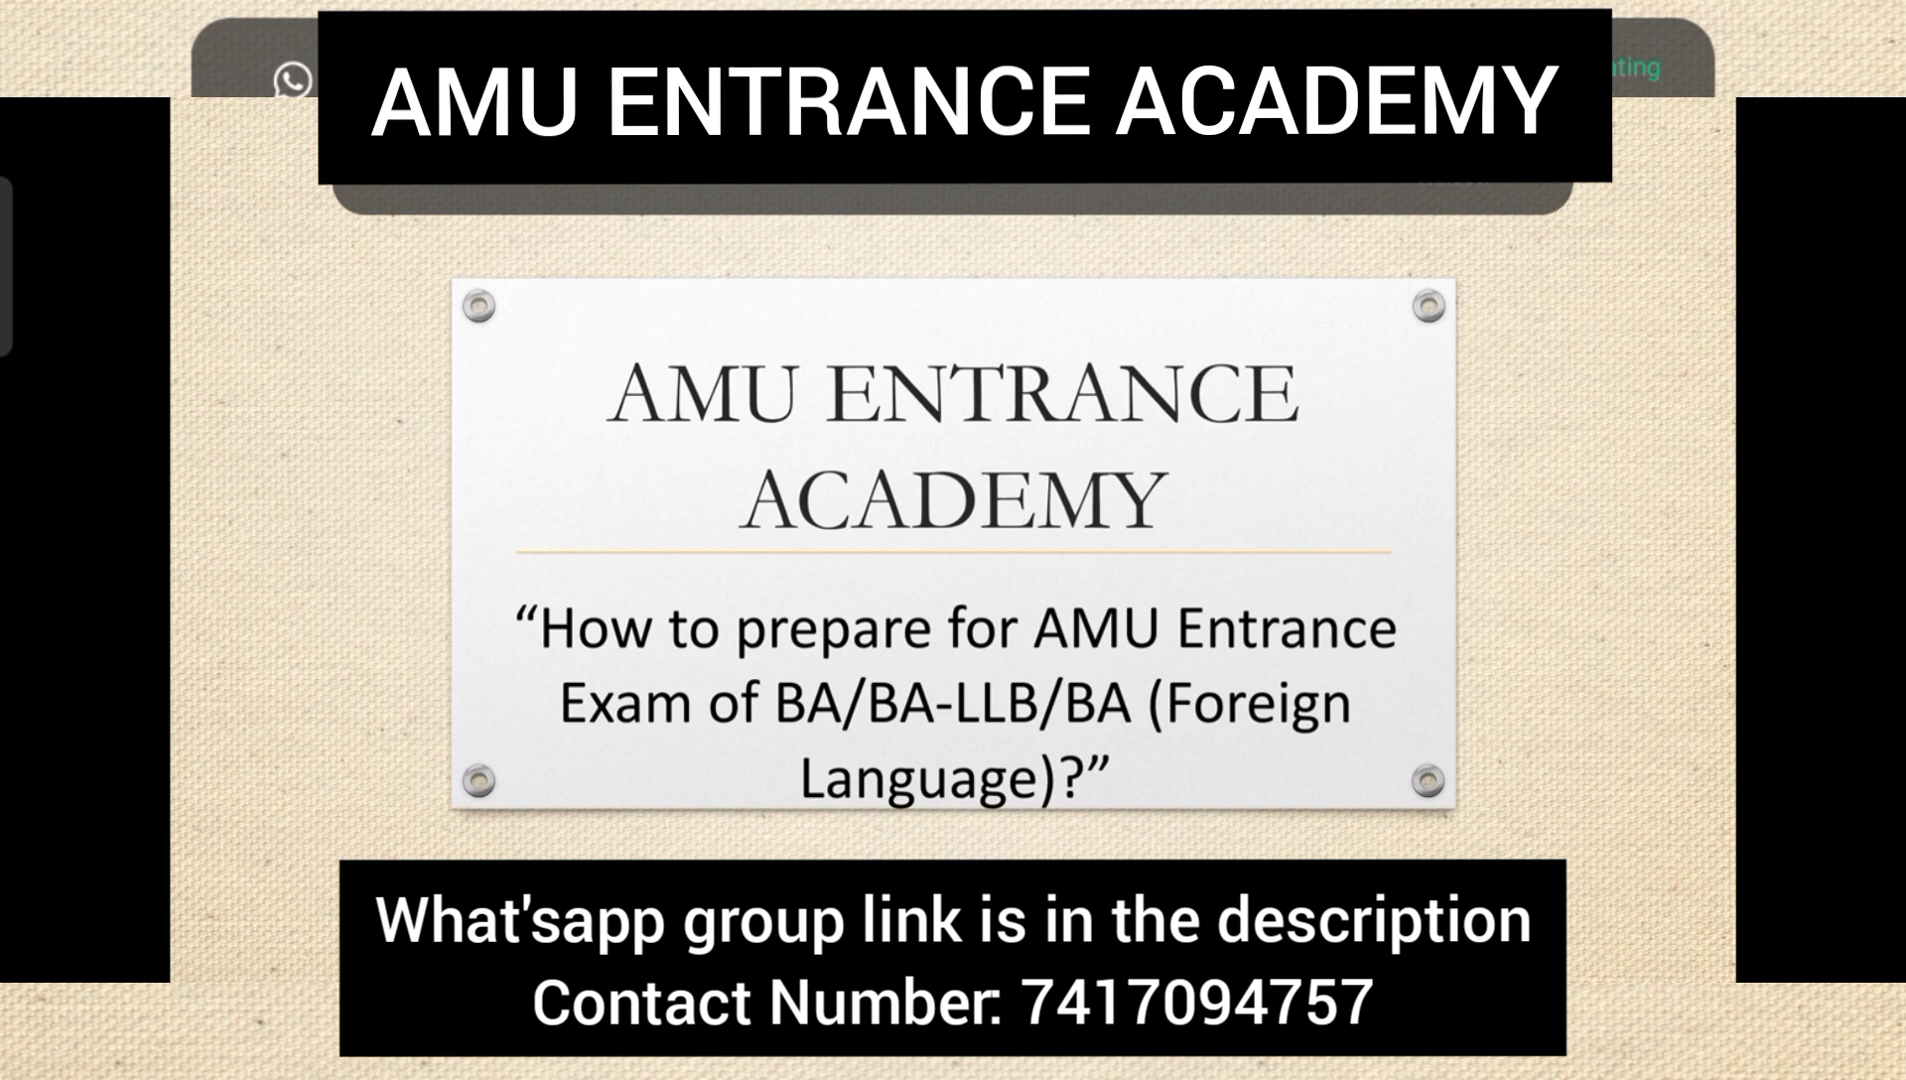 AMU ENTRANCE ACADEMY
AMU ENTRANCE
ACADEMY
“How to prepare for AMU Entrance
Exam of BA/BA-LLB/BA (Foreign
Language)?”
What'sapp group link is in the description
Contact Number: 7417094757